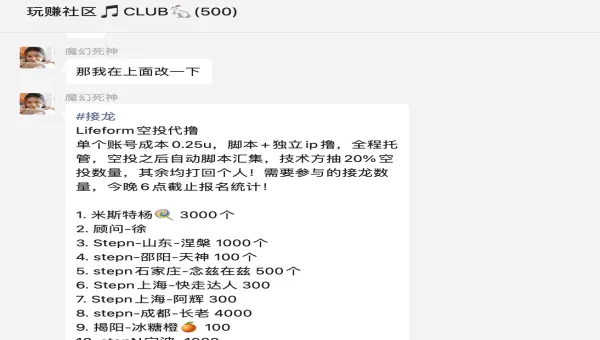 玩赚社区🎵CLUB🐇(500)
魔幻死神
那我在上面改一下
魔幻死神
#接龙
Lifeform空投代撸
单个账号成本0.25u，脚本+独立ip撸，全程托
管，空投之后自动脚本汇集，技术方抽20%空
投数量，其余均打回个人！需要参与的接龙数
量，今晚6点截止报名统计！
1. 米斯特杨🍭 3000个
2. 顾问-徐
3. Stepn-山东-涅槃 1000个
4. stepn-邵阳-天神 100个
5. stepn石家庄-念兹在兹 500个
6. Stepn上海-快走达人 300
7. Stepn上海-阿辉 300
8. stepn-成都-长老 4000
9. 揭阳-冰糖橙🍊 100